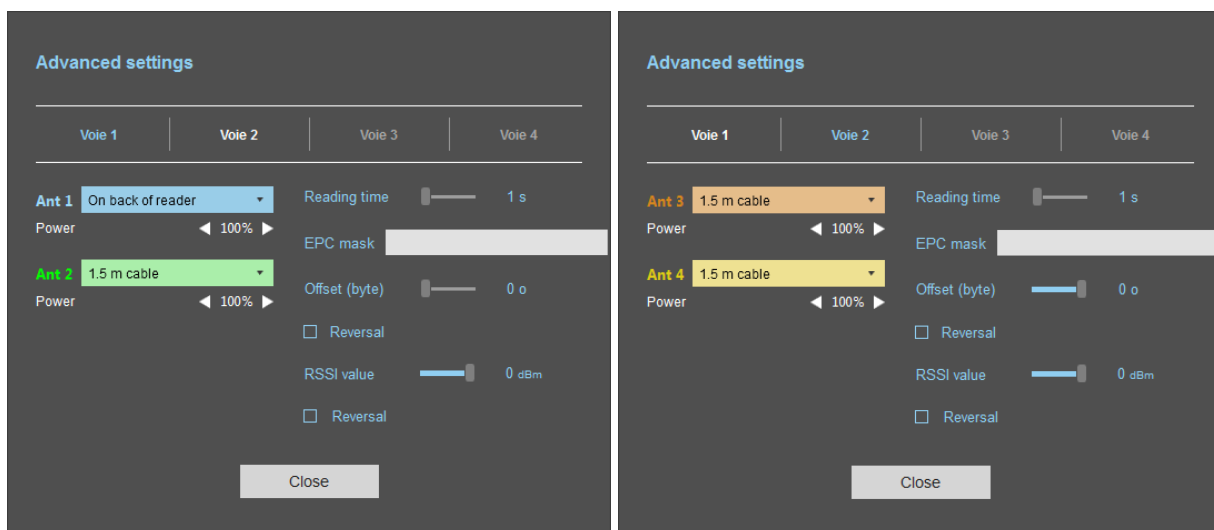 Advanced settings
Voie 1 Voie 2 Voie 3 Voie 4
Ant 1 On back of reader
Power 100%
Ant 2 1.5 m cable
Power 100%
Reading time 1 s
EPC mask
Offset (byte) 0 o
Reversal
RSSI value 0 dBm
Reversal
Close
Advanced settings
Voie 1 Voie 2 Voie 3 Voie 4
Ant 3 1.5 m cable
Power 100%
Ant 4 1.5 m cable
Power 100%
Reading time 1 s
EPC mask
Offset (byte) 0 o
Reversal
RSSI value 0 dBm
Reversal
Close